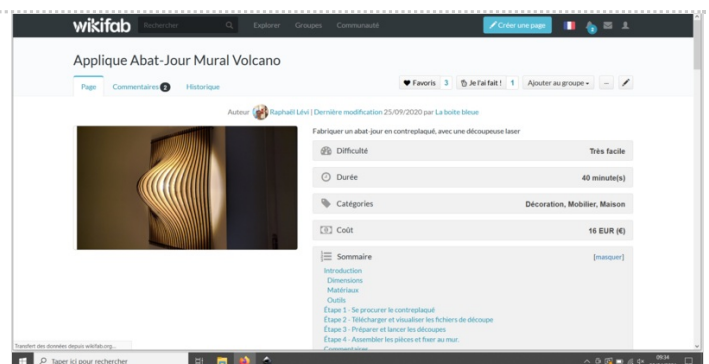 wikifab Rechercher Explorer Groupes Communauté Créer une page
Applique Abat-Jour Mural Volcano
Page Commentaires 2 Historique
Favoris 3 Je l'ai fait ! 1 Ajouter au groupe
Auteur Raphaël Lévi | Dernière modification 25/09/2020 par La boite bleue
Fabriquer un abat-jour en contreplaqué, avec une découpeuse laser
Difficulté Très facile
Durée 40 minute(s)
Catégories Décoration, Mobilier, Maison
Coût 16 EUR (€)
Sommaire [masquer]
Introduction
Dimensions
Matériaux
Outils
Étape 1 - Se procurer le contreplaqué
Étape 2 - Télécharger et visualiser les fichiers de découpe
Étape 3 - Préparer et lancer les découpes
Étape 4 - Assembler les pièces et fixer au mur.
Commentaires
Transfert des données depuis wikifab.org...
Taper ici pour rechercher
09:34